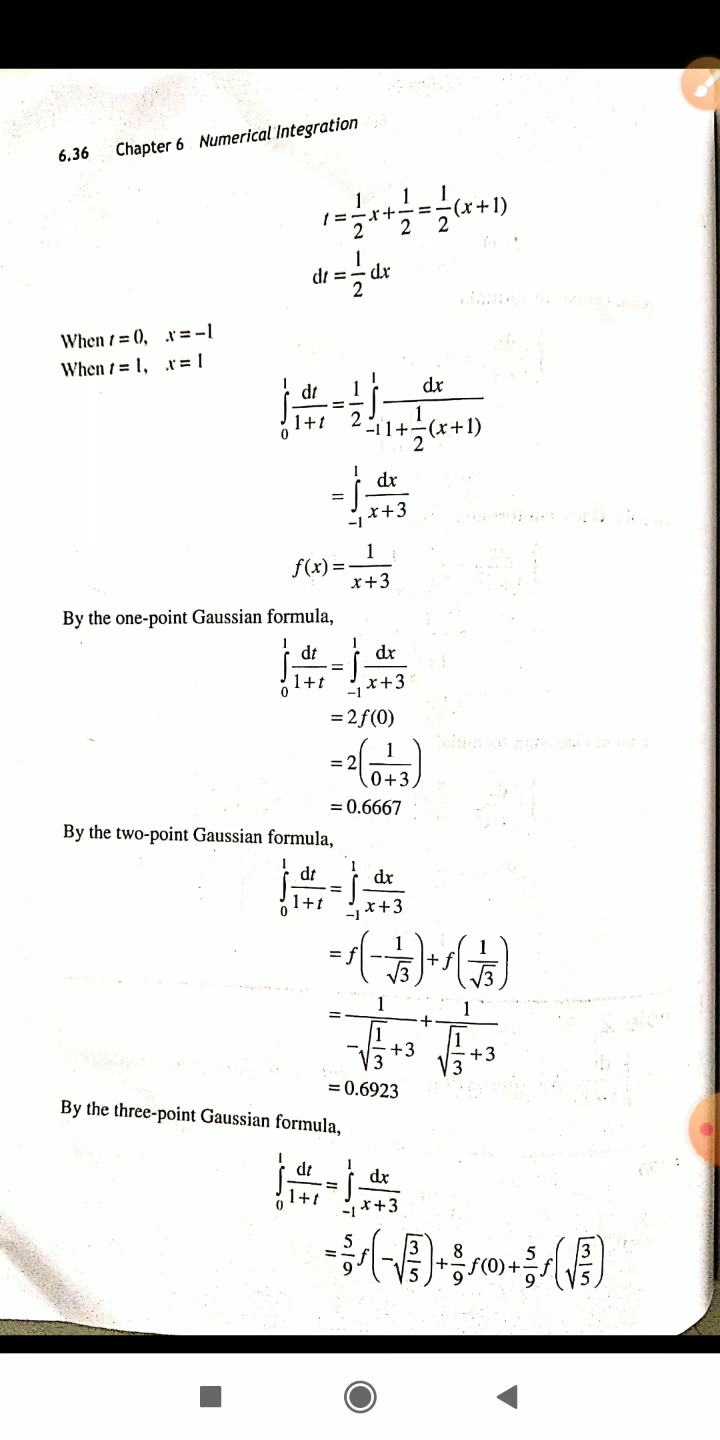 6.36 Chapter 6 Numerical Integration
t = 1/2 x + 1/2 = 1/2 (x+1)
dt = 1/2 dx
When t = 0, x = −1
When t = 1, x = 1
∫₀¹ dt/(1+t) = 1/2 ∫₋₁¹ dx/(1 + 1/2 (x+1))
= ∫₋₁¹ dx/(x+3)
f(x) = 1/(x+3)
By the one-point Gaussian formula,
∫₀¹ dt/(1+t) = ∫₋₁¹ dx/(x+3)
= 2f(0)
= 2(1/(0+3))
= 0.6667
By the two-point Gaussian formula,
∫₀¹ dt/(1+t) = ∫₋₁¹ dx/(x+3)
= f(−1/√3) + f(1/√3)
= 1/(−√(1/3) + 3) + 1/(√(1/3) + 3)
= 0.6923
By the three-point Gaussian formula,
∫₀¹ dt/(1+t) = ∫₋₁¹ dx/(x+3)
= 5/9 f(−√(3/5)) + 8/9 f(0) + 5/9 f(√(3/5))